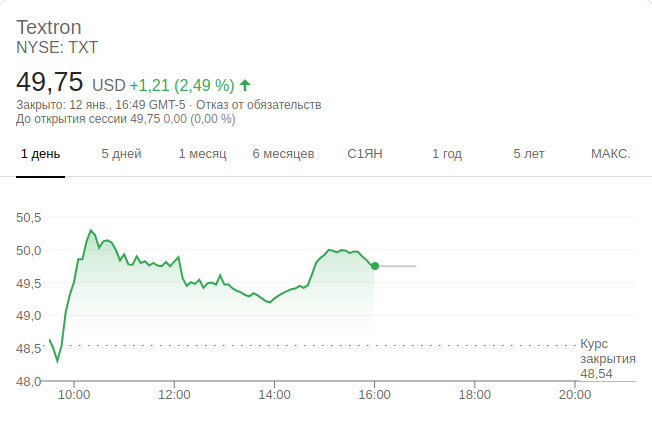 Textron
NYSE: TXT
49,75 USD +1,21 (2,49 %)
Закрыто: 12 янв., 16:49 GMT-5 · Отказ от обязательств
До открытия сессии 49,75 0,00 (0,00 %)
1 день 5 дней 1 месяц 6 месяцев С1ЯН 1 год 5 лет МАКС.
50,5
50,0
49,5
49,0
48,5
48,0
Курс
закрытия
48,54
10:00 12:00 14:00 16:00 18:00 20:00